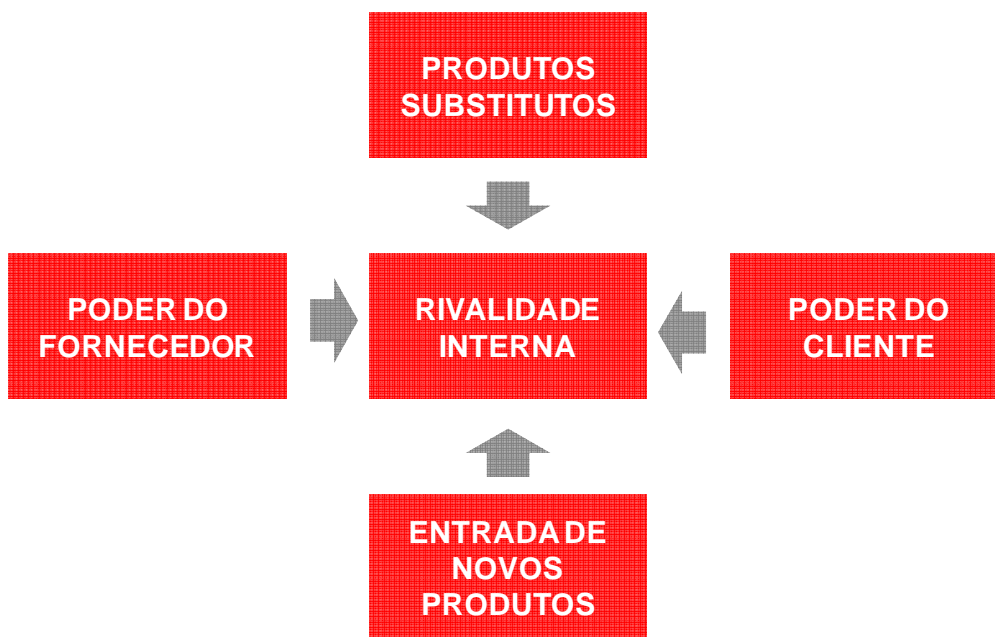 PRODUTOS
SUBSTITUTOS
PODER DO
FORNECEDOR
RIVALIDADE
INTERNA
PODER DO
CLIENTE
ENTRADA DE
NOVOS
PRODUTOS